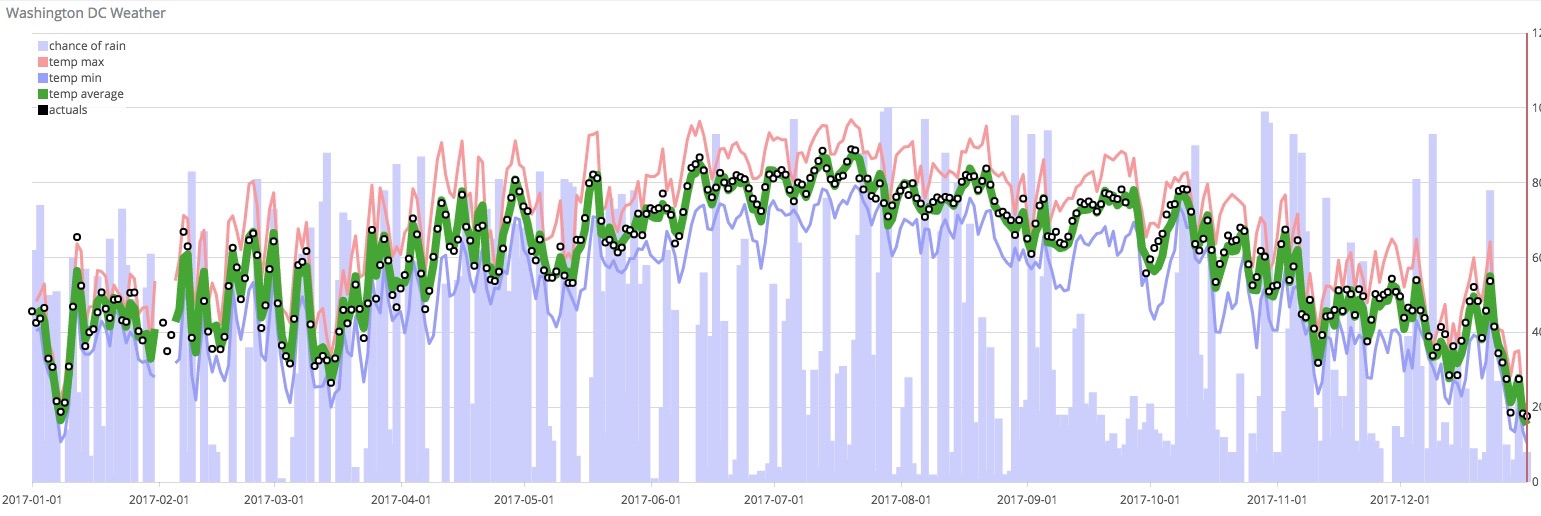 Washington DC Weather
12
chance of rain
temp max
temp min
temp average
actuals
10
80
60
40
20
0
2017-01-01 2017-02-01 2017-03-01 2017-04-01 2017-05-01 2017-06-01 2017-07-01 2017-08-01 2017-09-01 2017-10-01 2017-11-01 2017-12-01